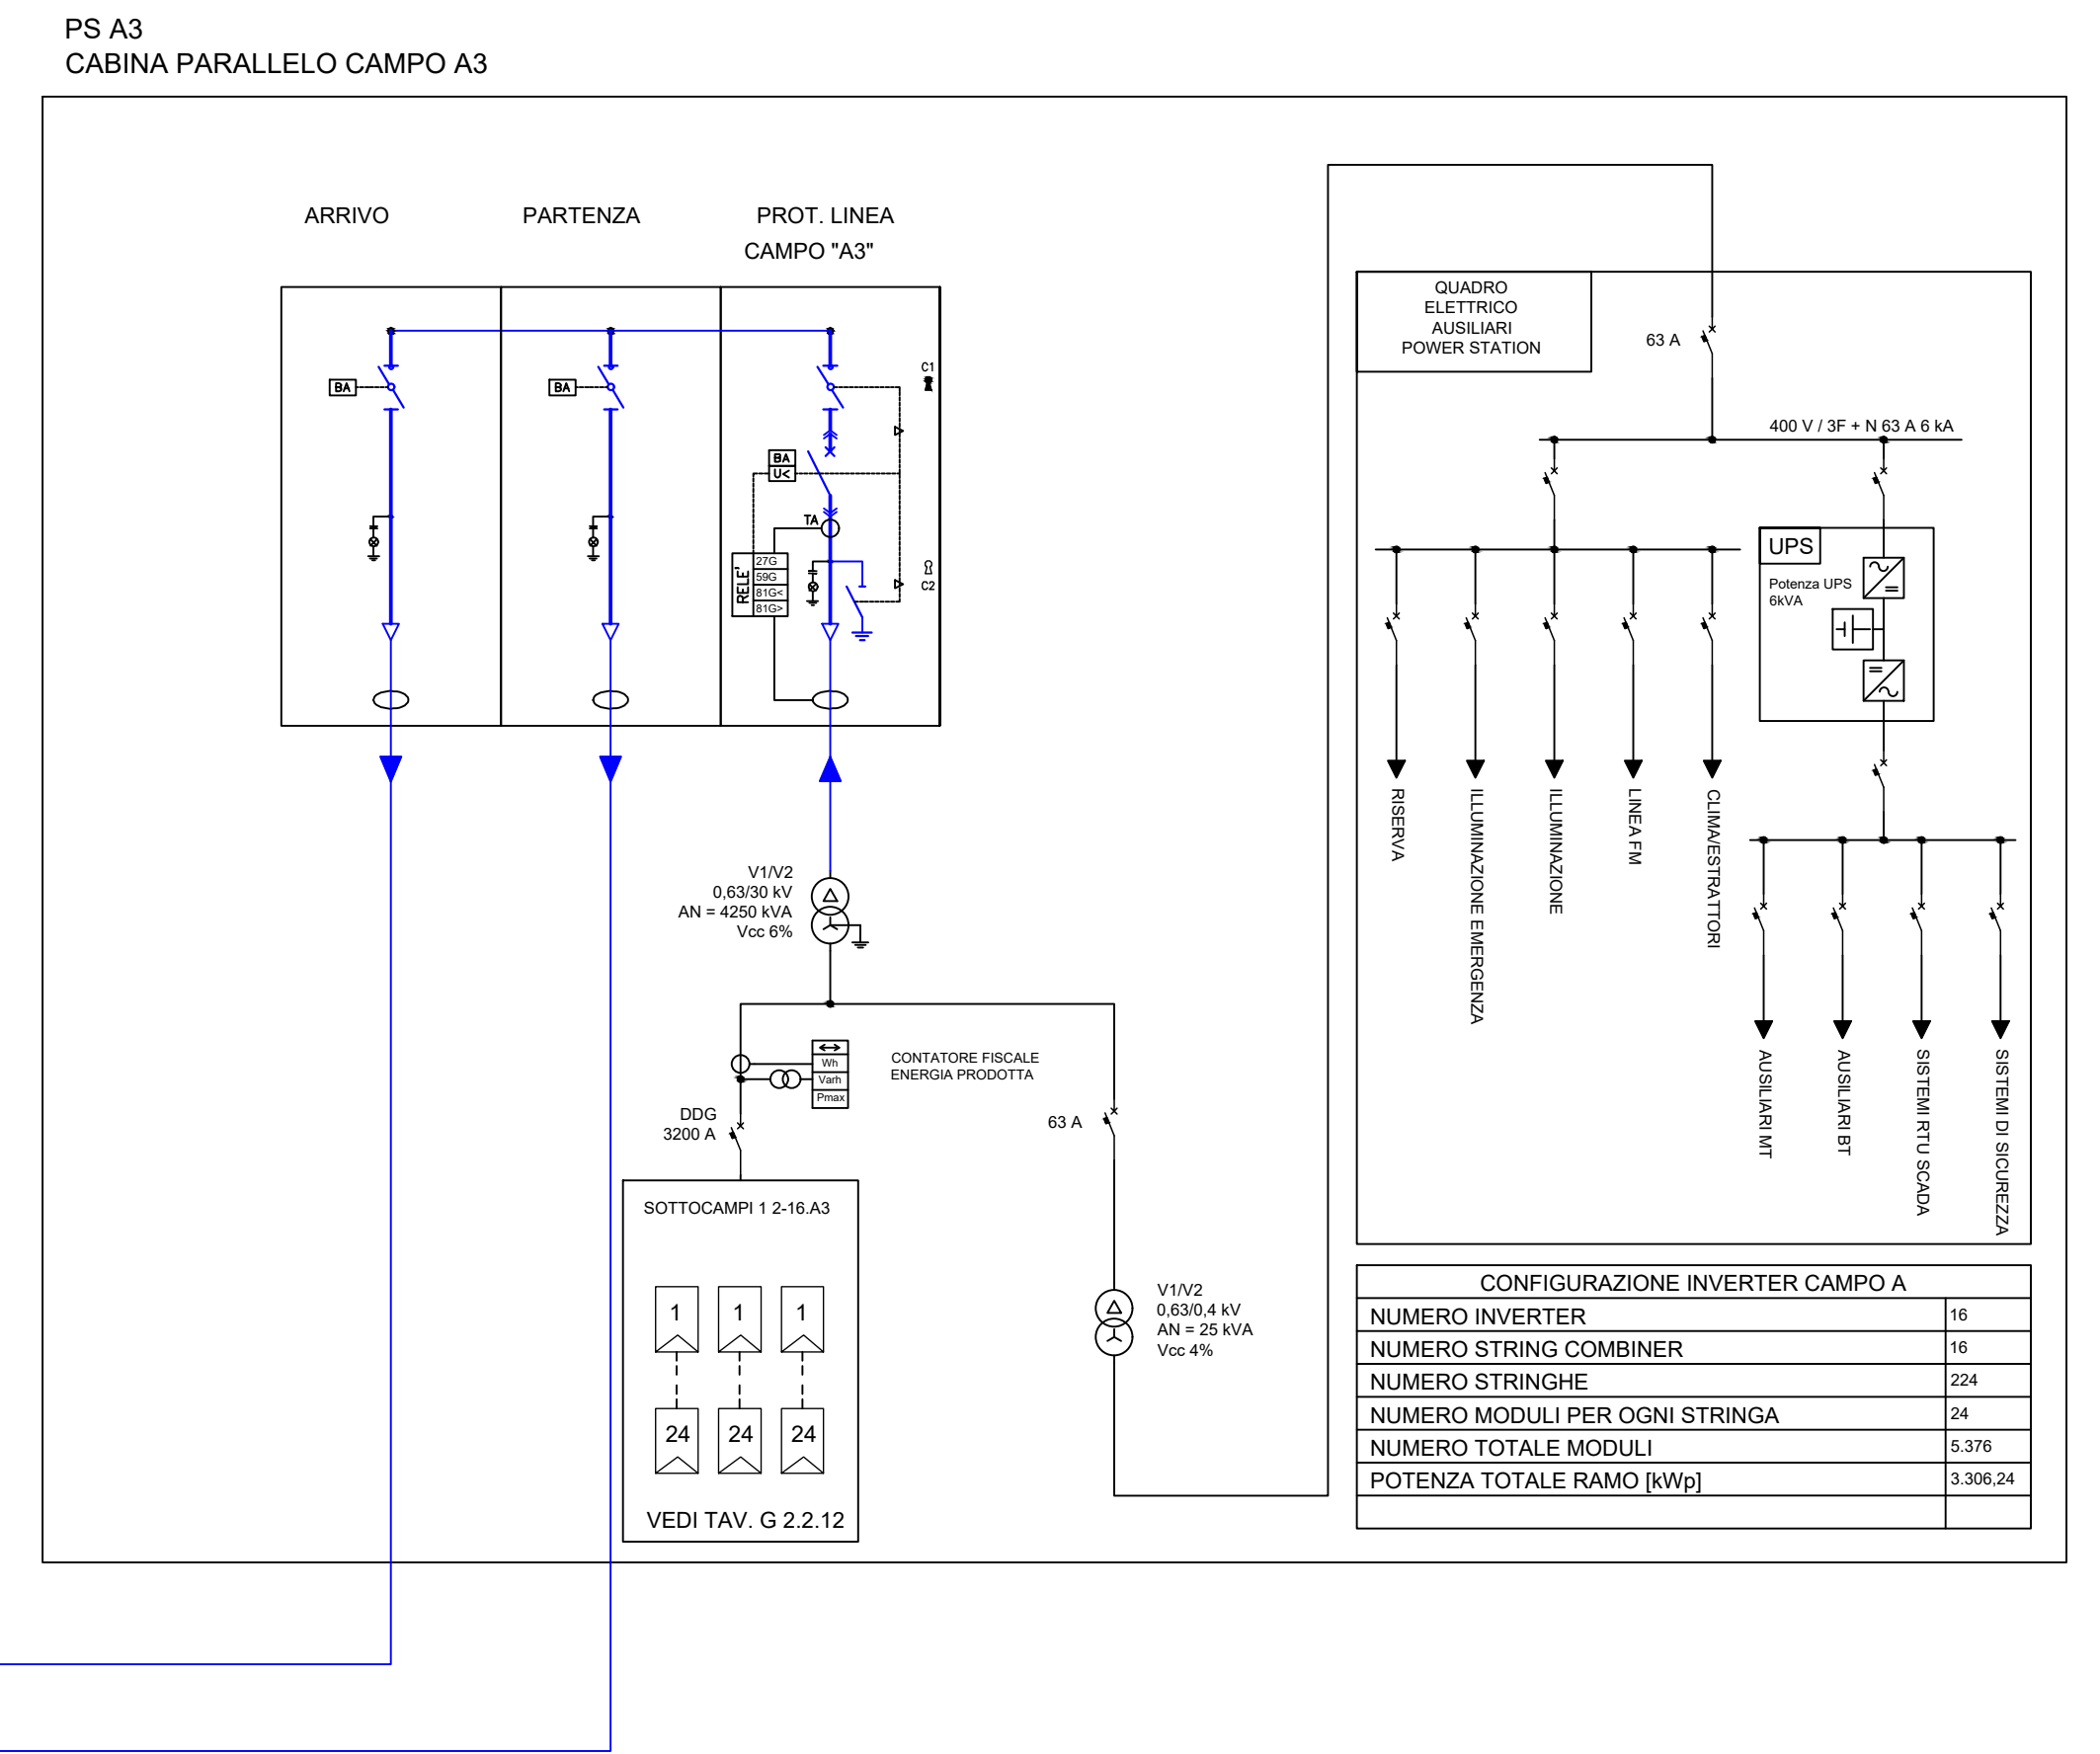 PS A3
CABINA PARALLELO CAMPO A3
ARRIVO
PARTENZA
PROT. LINEA
CAMPO "A3"
BA
BA
C1
BA
U<
TA
RELE'
27G
59G
81G<
81G>
C2
V1/V2
0,63/30 kV
AN = 4250 kVA
Vcc 6%
Wh
Varh
Pmax
CONTATORE FISCALE
ENERGIA PRODOTTA
DDG
3200 A
63 A
SOTTOCAMPI 1 2-16.A3
1 1 1
24 24 24
VEDI TAV. G 2.2.12
V1/V2
0,63/0,4 kV
AN = 25 kVA
Vcc 4%
QUADRO
ELETTRICO
AUSILIARI
POWER STATION
63 A
400 V / 3F + N 63 A 6 kA
UPS
Potenza UPS
6kVA
RISERVA
ILLUMINAZIONE EMERGENZA
ILLUMINAZIONE
LINEA FM
CLIMA/ESTRATTORI
AUSILIARI MT
AUSILIARI BT
SISTEMI RTU SCADA
SISTEMI DI SICUREZZA
CONFIGURAZIONE INVERTER CAMPO A
NUMERO INVERTER 16
NUMERO STRING COMBINER 16
NUMERO STRINGHE 224
NUMERO MODULI PER OGNI STRINGA 24
NUMERO TOTALE MODULI 5.376
POTENZA TOTALE RAMO [kWp] 3.306,24